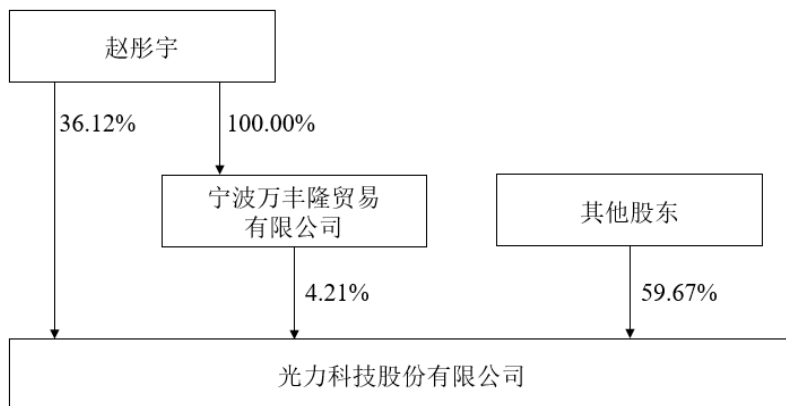 赵彤宇
36.12%
100.00%
宁波万丰隆贸易
有限公司
其他股东
4.21%
59.67%
光力科技股份有限公司